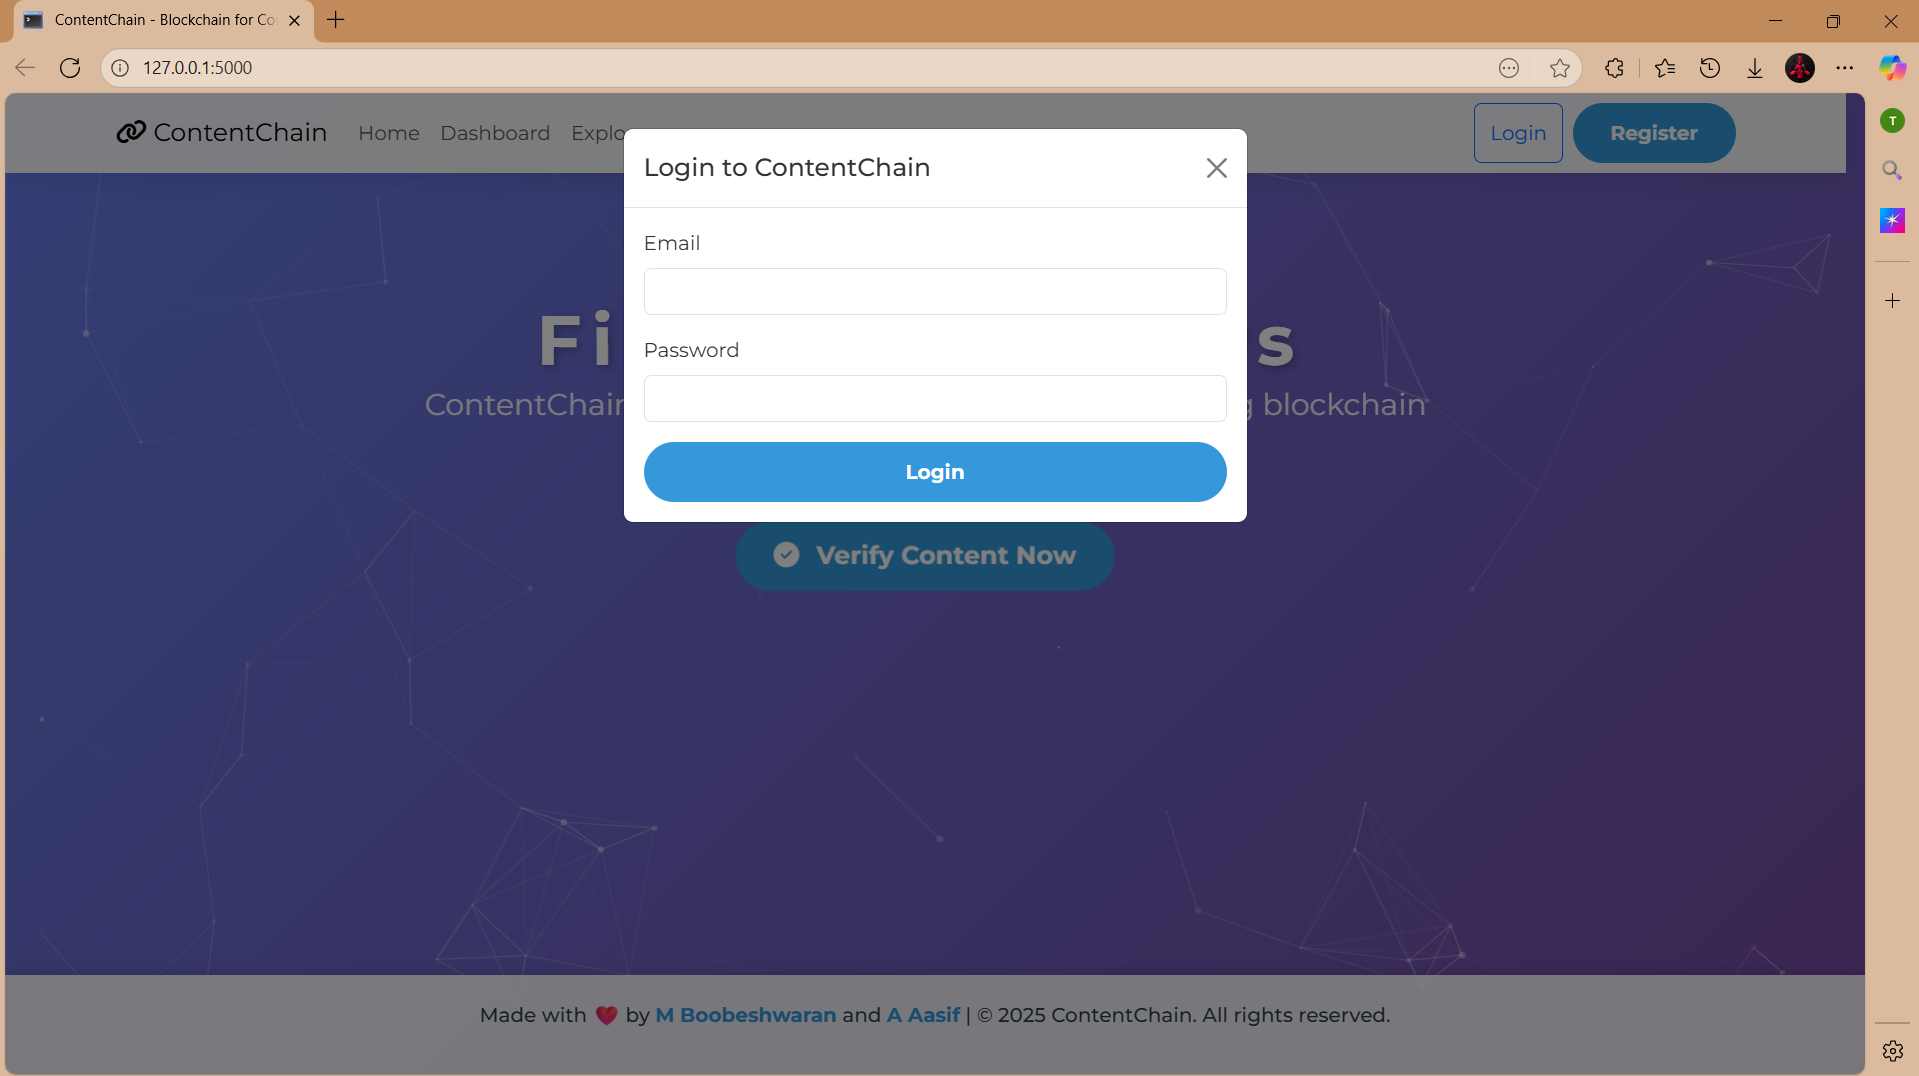 ContentChain - Blockchain for Co
127.0.0.1:5000
T
ContentChain Home Dashboard Explo
Login Register
Login to ContentChain
Email
Password
Login
Fi s
ContentChain g blockchain
Verify Content Now
Made with ❤ by M Boobeshwaran and A Aasif | © 2025 ContentChain. All rights reserved.